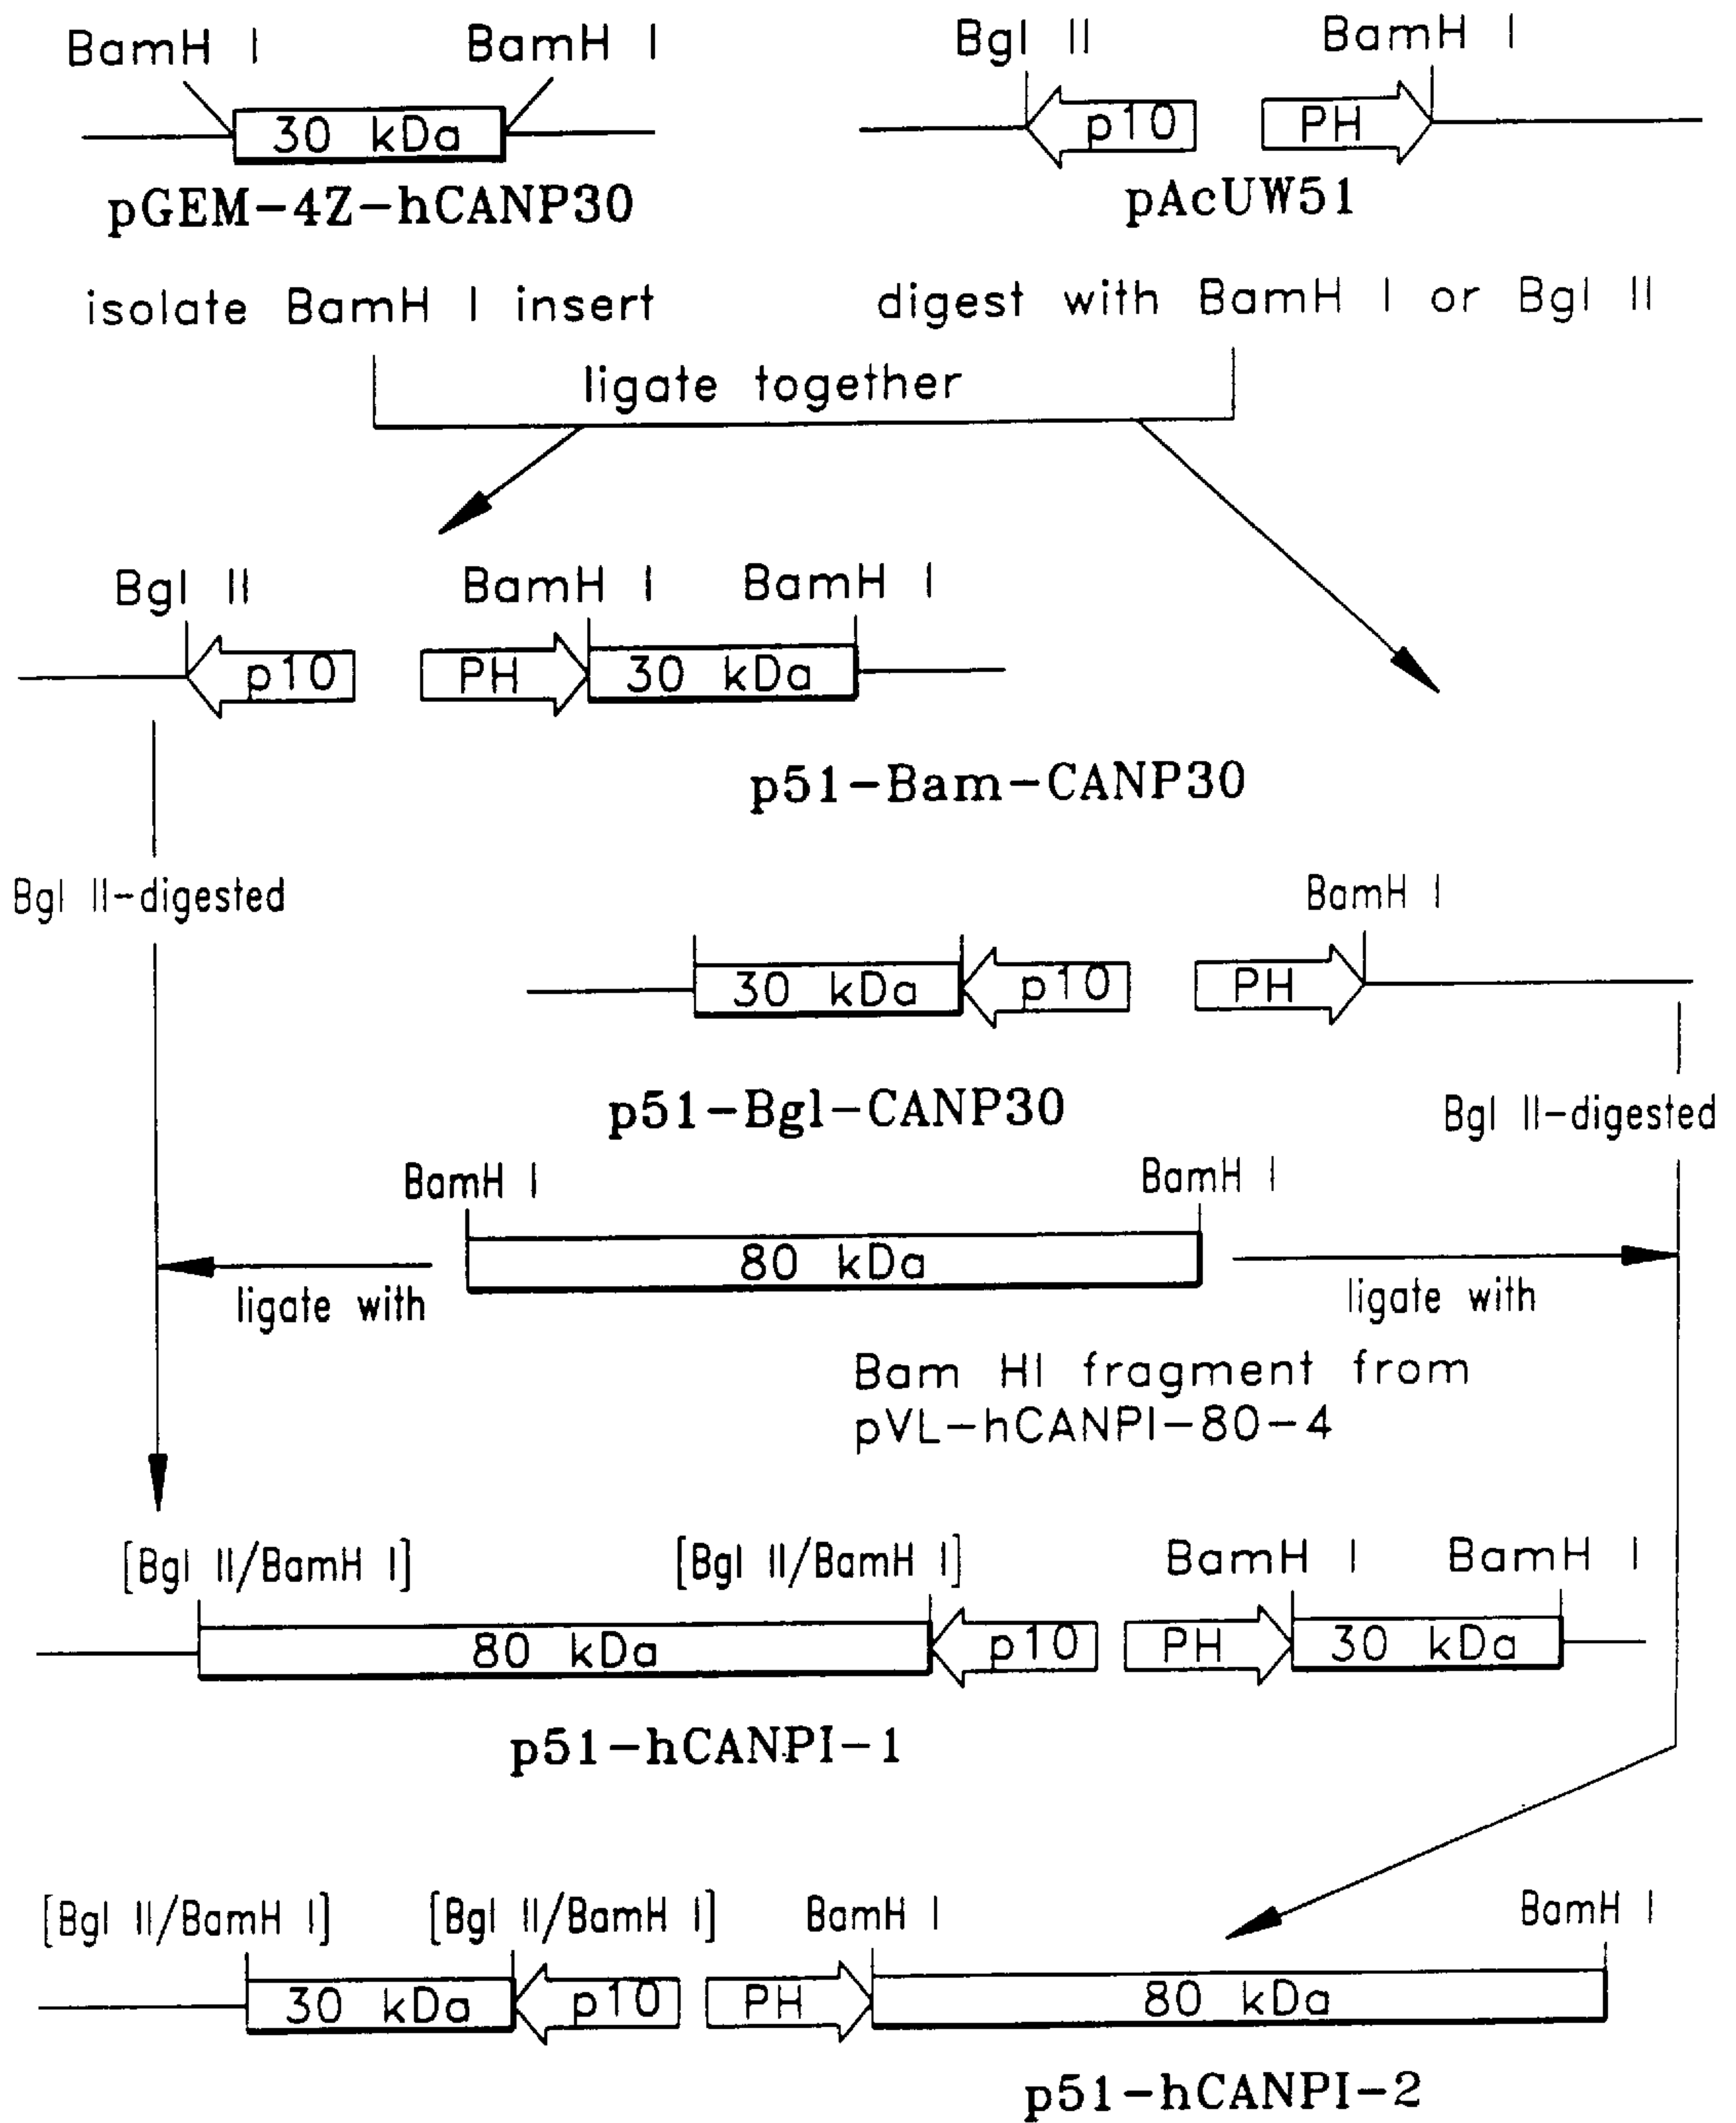 BamH I BamH I
30 kDa
pGEM-4Z-hCANP30
Bgl II BamH I
p10 PH
pAcUW51
isolate BamH I insert
digest with BamH I or Bgl II
ligate together
Bgl II BamH I BamH I
p10 PH 30 kDa
p51-Bam-CANP30
Bgl II-digested
BamH I
30 kDa p10 PH
p51-Bgl-CANP30
Bgl II-digested
BamH I BamH I
80 kDa
ligate with
ligate with
Bam HI fragment from
pVL-hCANPI-80-4
[Bgl II/BamH I] [Bgl II/BamH I] BamH I BamH I
80 kDa p10 PH 30 kDa
p51-hCANPI-1
[Bgl II/BamH I] [Bgl II/BamH I] BamH I BamH I
30 kDa p10 PH 80 kDa
p51-hCANPI-2